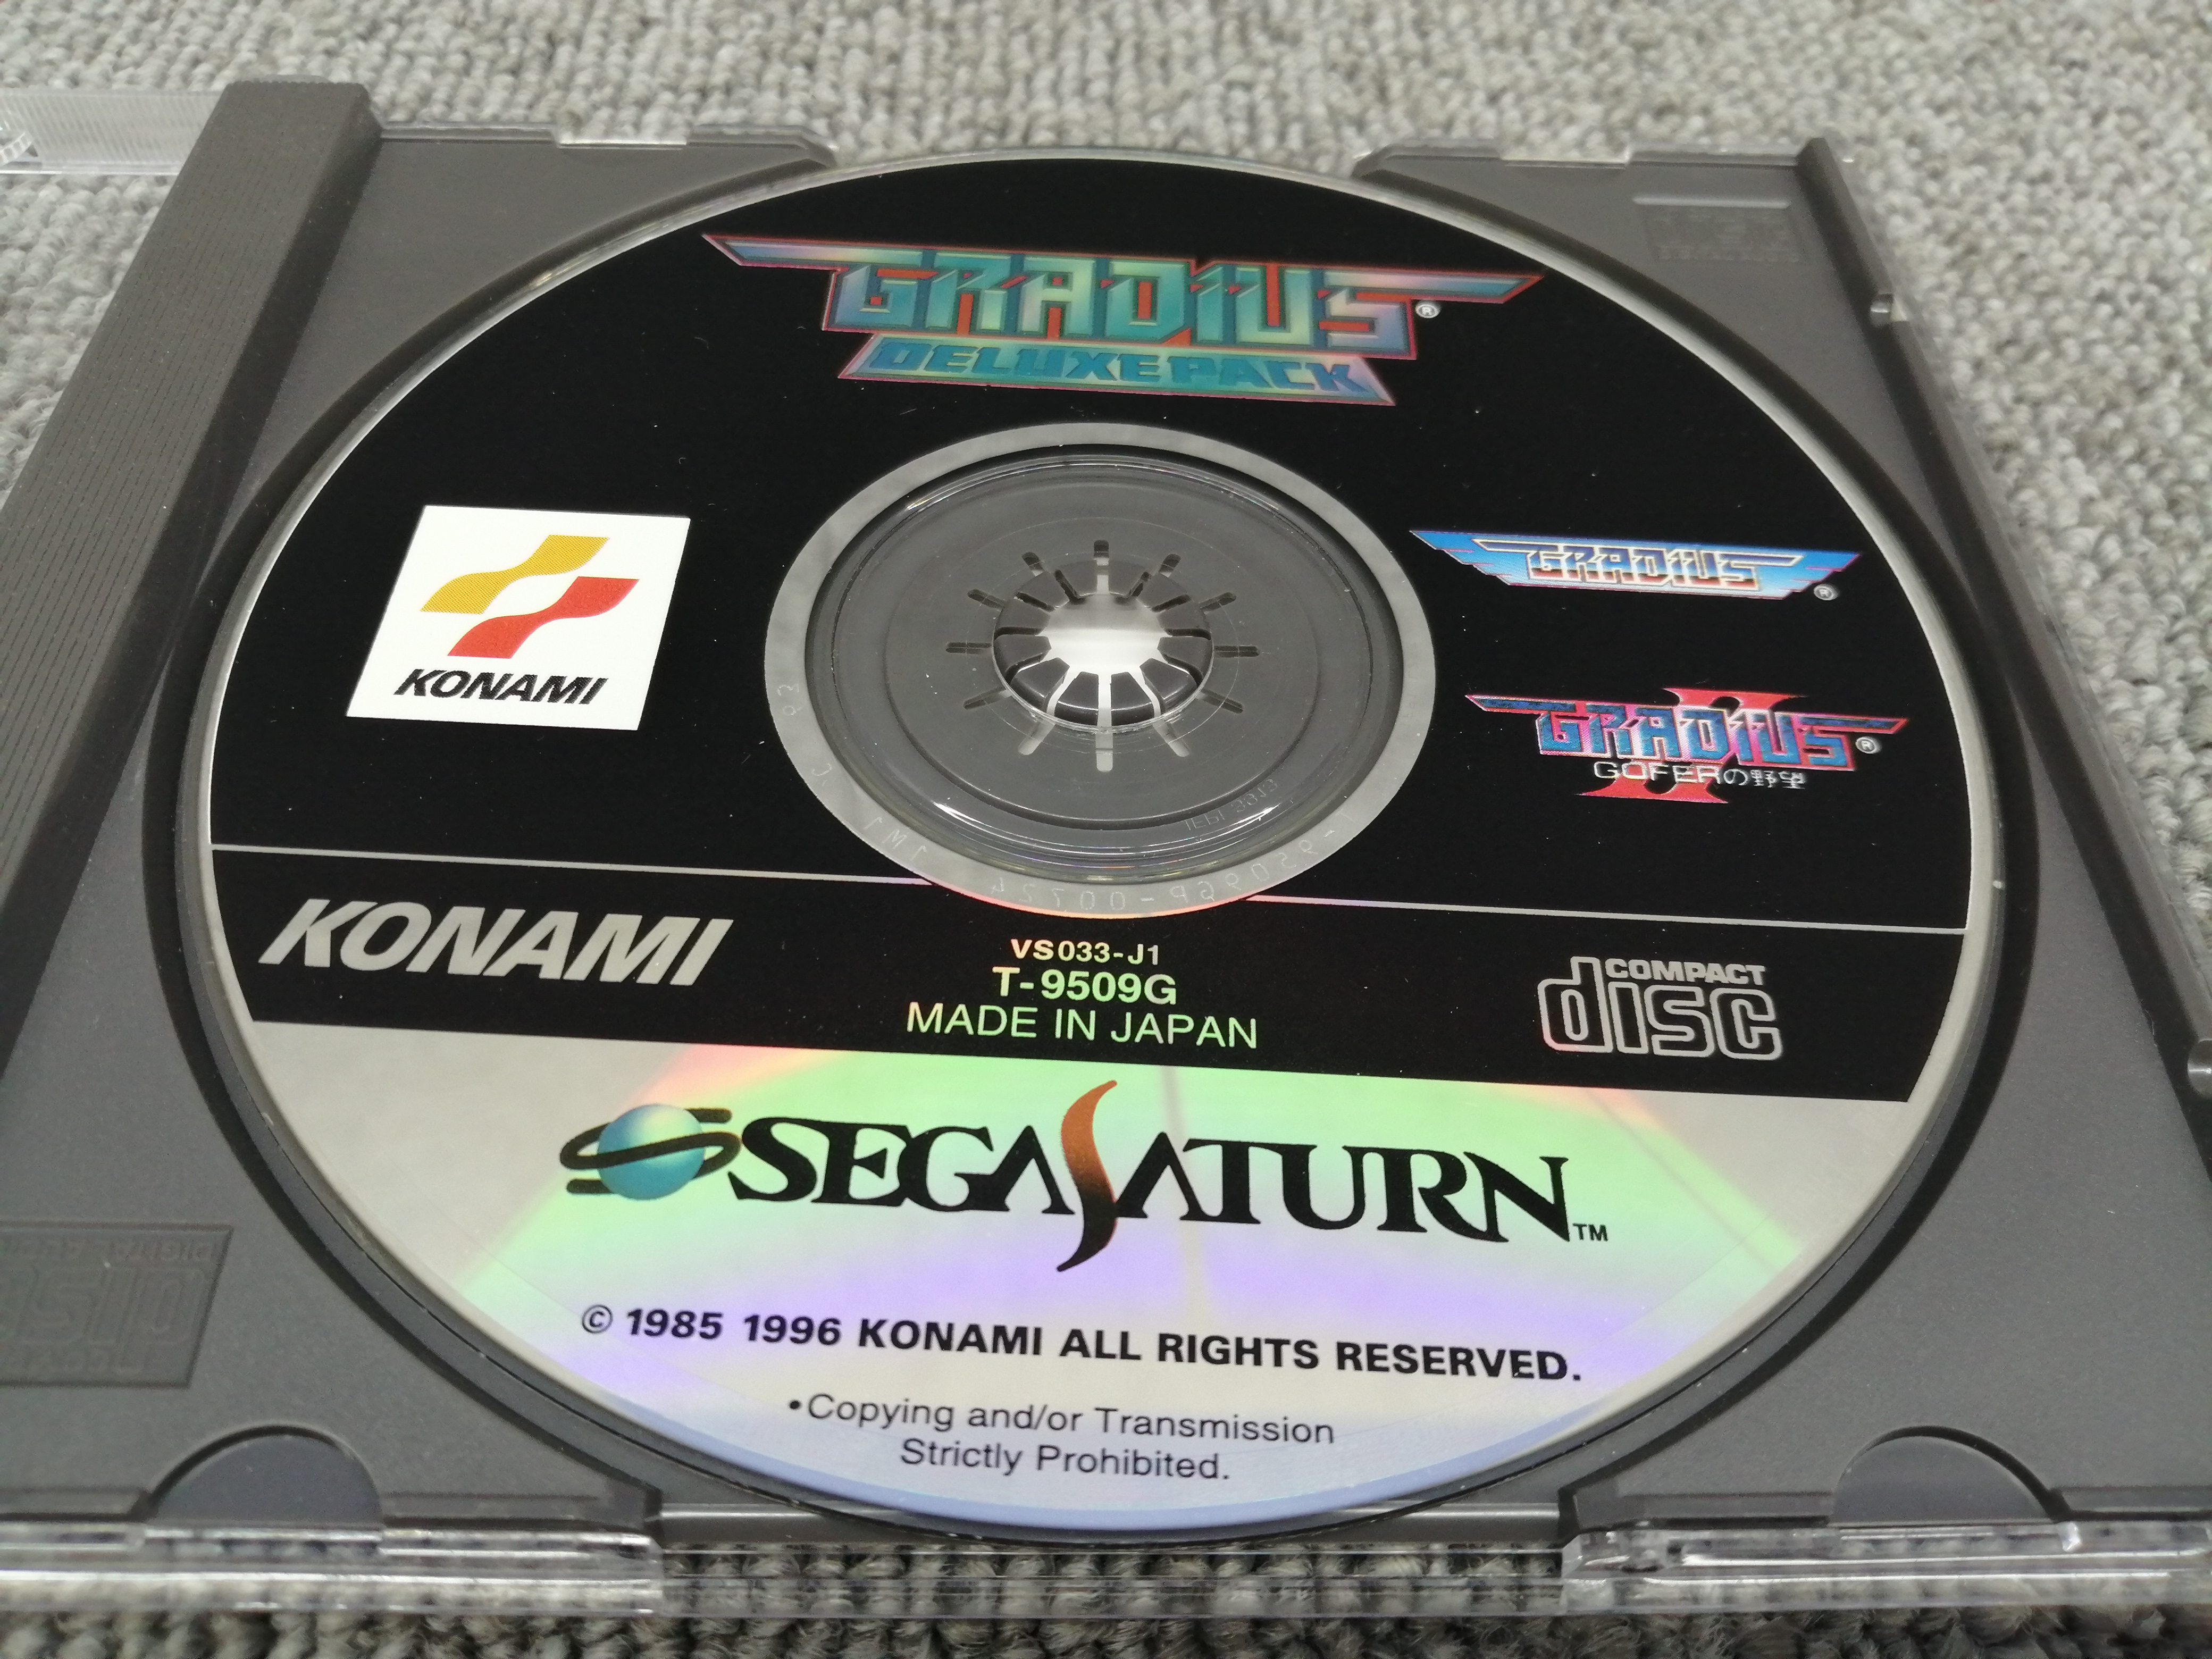 GRADIUS®
DELUXE PACK
KONAMI
GRADIUS®
GRADIUS II®
GOFERの野望
KONAMI
VS033-J1
T-9509G
MADE IN JAPAN
COMPACT
disc
SEGA SATURN™
© 1985 1996 KONAMI ALL RIGHTS RESERVED.
•Copying and/or Transmission
Strictly Prohibited.